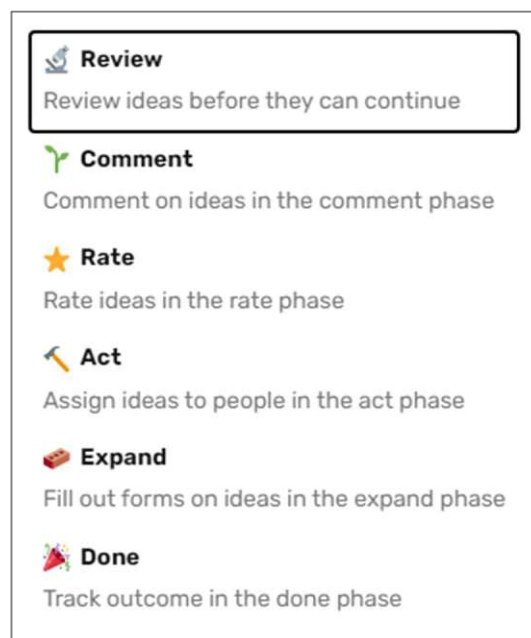 Review
Review ideas before they can continue
Comment
Comment on ideas in the comment phase
Rate
Rate ideas in the rate phase
Act
Assign ideas to people in the act phase
Expand
Fill out forms on ideas in the expand phase
Done
Track outcome in the done phase